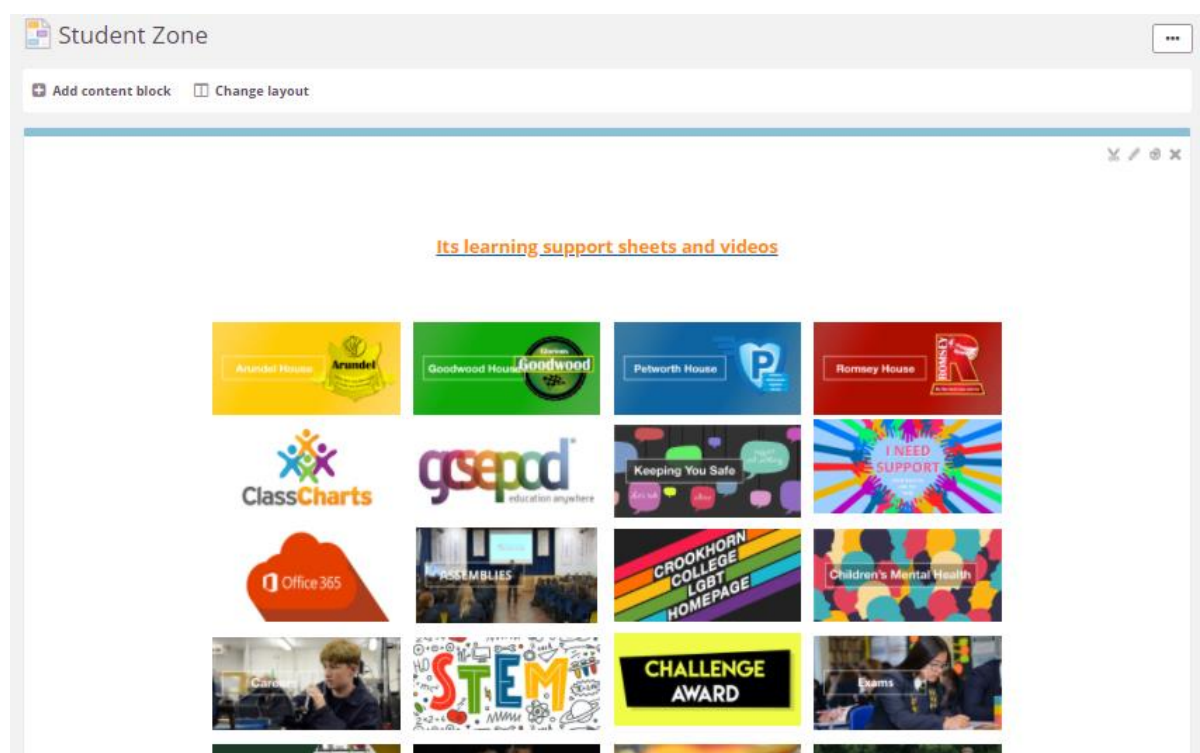 Student Zone
Add content block Change layout
Its learning support sheets and videos
Arundel House Arundel
Goodwood House Goodwood
Petworth House P
Romsey House ROMSEY R
ClassCharts
gcsepod
education anywhere
Keeping You Safe
I NEED
SUPPORT
Office 365
ASSEMBLIES
CROOKHORN
COLLEGE
LGBT
HOMEPAGE
Children's Mental Health
Careers
STEM
CHALLENGE
AWARD
Exams